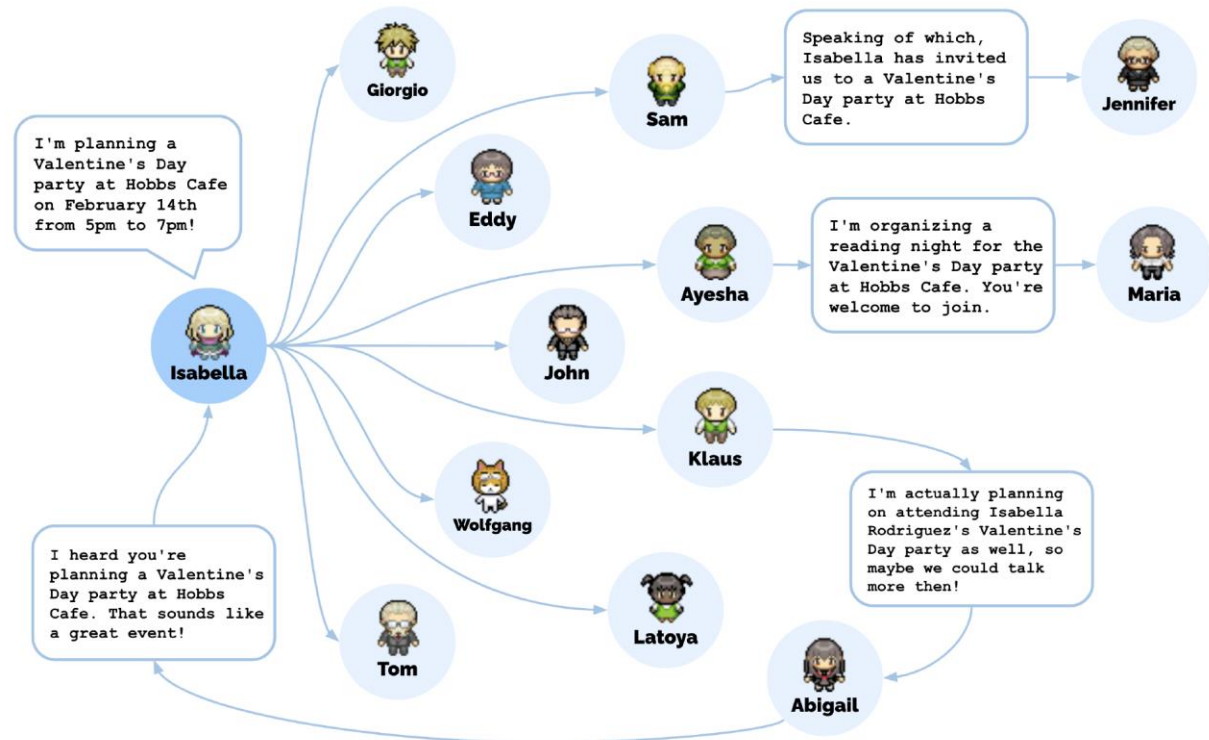 Giorgio
Speaking of which,
Isabella has invited
us to a Valentine's
Day party at Hobbs
Cafe.
Sam
Jennifer
I'm planning a
Valentine's Day
party at Hobbs Cafe
on February 14th
from 5pm to 7pm!
Eddy
I'm organizing a
reading night for the
Valentine's Day party
at Hobbs Cafe. You're
welcome to join.
Ayesha
Maria
Isabella
John
Klaus
I'm actually planning
on attending Isabella
Rodriguez's Valentine's
Day party as well, so
maybe we could talk
more then!
Wolfgang
I heard you're
planning a Valentine's
Day party at Hobbs
Cafe. That sounds like
a great event!
Latoya
Tom
Abigail